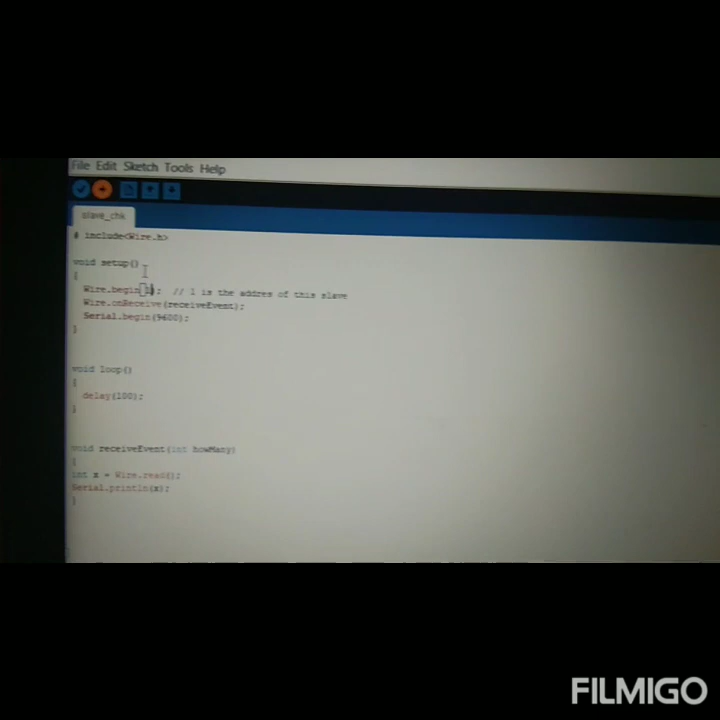 File Edit Sketch Tools Help
slave_chk
# include<Wire.h>
void setup()
{
Wire.begin(1); // 1 is the addres of this slave
Wire.onReceive(receiveEvent);
Serial.begin(9600);
}
void loop()
{
delay(100);
}
void receiveEvent(int howMany)
{
int x = Wire.read();
Serial.println(x);
}
FILMIGO